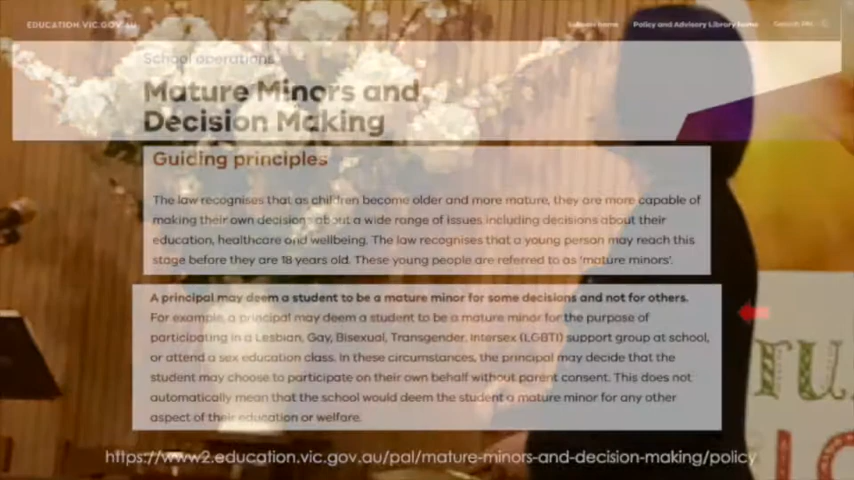 EDUCATION.VIC.GOV.AU
Policy and Advisory Library home
School operations
Mature Minors and
Decision Making
Guiding principles
The law recognises that as children become older and more mature, they are more capable of
making their own decisions about a wide range of issues including decisions about their
education, healthcare and wellbeing. The law recognises that a young person may reach this
stage before they are 18 years old. These young people are referred to as 'mature minors'.
A principal may deem a student to be a mature minor for some decisions and not for others.
For example, a principal may deem a student to be a mature minor for the purpose of
participating in a Lesbian, Gay, Bisexual, Transgender, Intersex (LGBTI) support group at school,
or attend a sex education class. In these circumstances, the principal may decide that the
student may choose to participate on their own behalf without parent consent. This does not
automatically mean that the school would deem the student a mature minor for any other
aspect of their education or welfare.
https://www2.education.vic.gov.au/pal/mature-minors-and-decision-making/policy